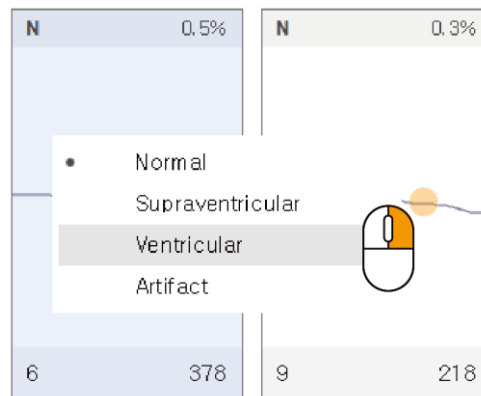 N 0.5%
N 0.3%
Normal
Supraventricular
Ventricular
Artifact
6 378
9 218